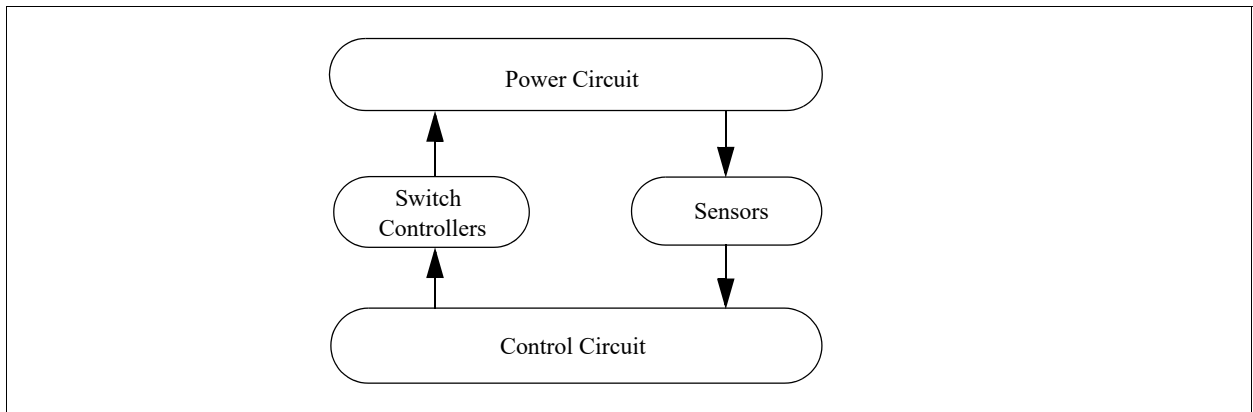 Power Circuit
Switch
Controllers
Sensors
Control Circuit